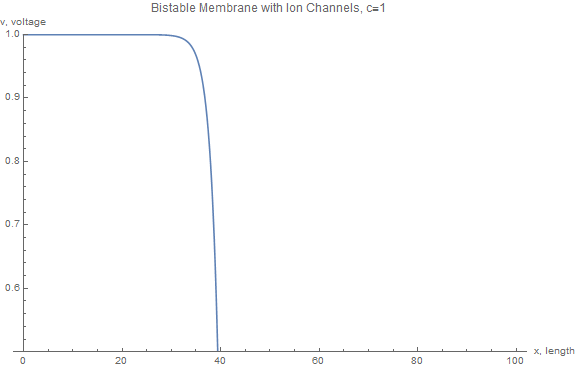 Bistable Membrane with Ion Channels, c=1
v, voltage
1.0
0.9
0.8
0.7
0.6
0 20 40 60 80 100
x, length